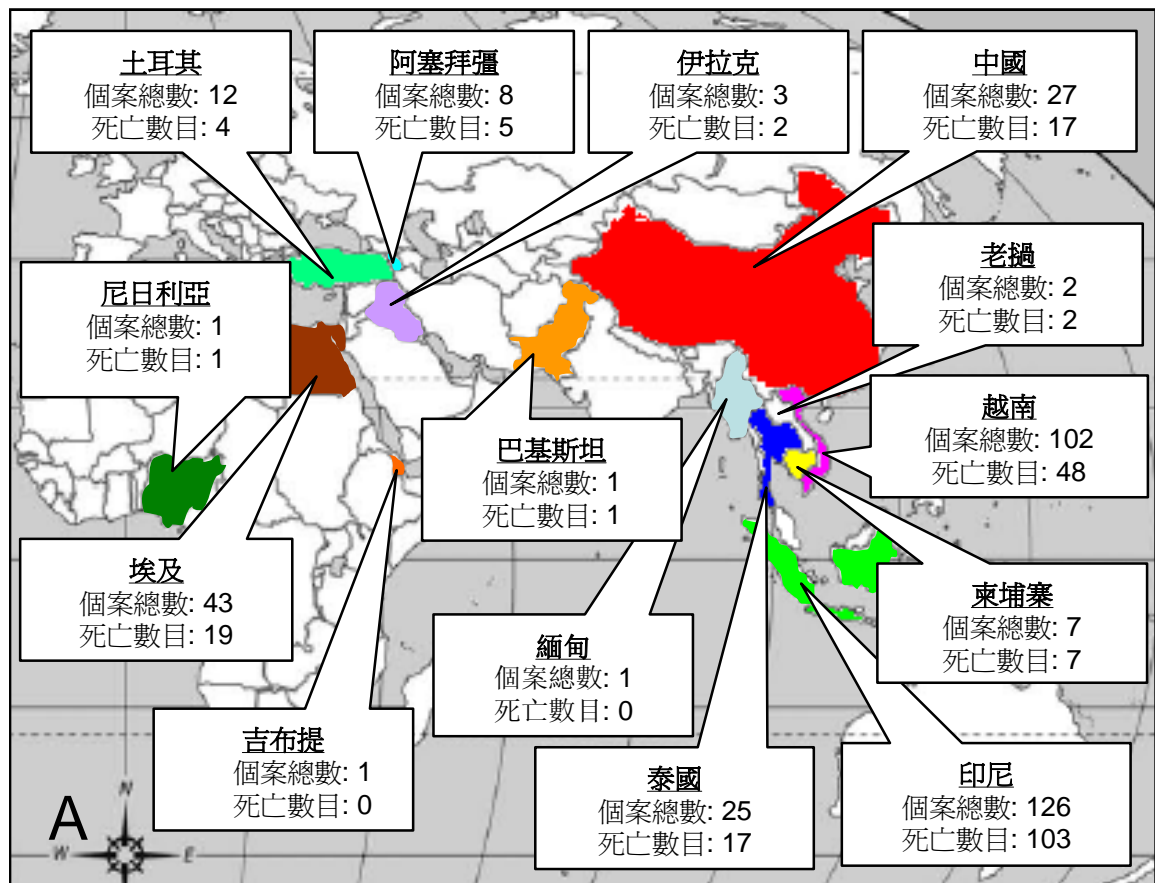 土耳其
個案總數: 12
死亡數目: 4
阿塞拜彊
個案總數: 8
死亡數目: 5
伊拉克
個案總數: 3
死亡數目: 2
中國
個案總數: 27
死亡數目: 17
老撾
個案總數: 2
死亡數目: 2
尼日利亞
個案總數: 1
死亡數目: 1
越南
個案總數: 102
死亡數目: 48
巴基斯坦
個案總數: 1
死亡數目: 1
埃及
個案總數: 43
死亡數目: 19
柬埔寨
個案總數: 7
死亡數目: 7
緬甸
個案總數: 1
死亡數目: 0
吉布提
個案總數: 1
死亡數目: 0
泰國
個案總數: 25
死亡數目: 17
印尼
個案總數: 126
死亡數目: 103
A
N
W
E